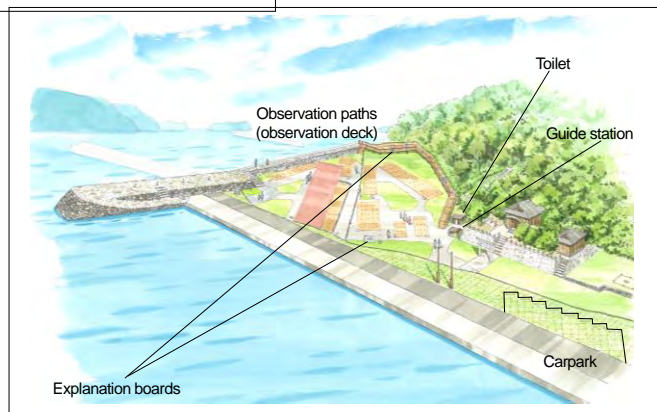 Toilet
Observation paths
(observation deck)
Guide station
Carpark
Explanation boards